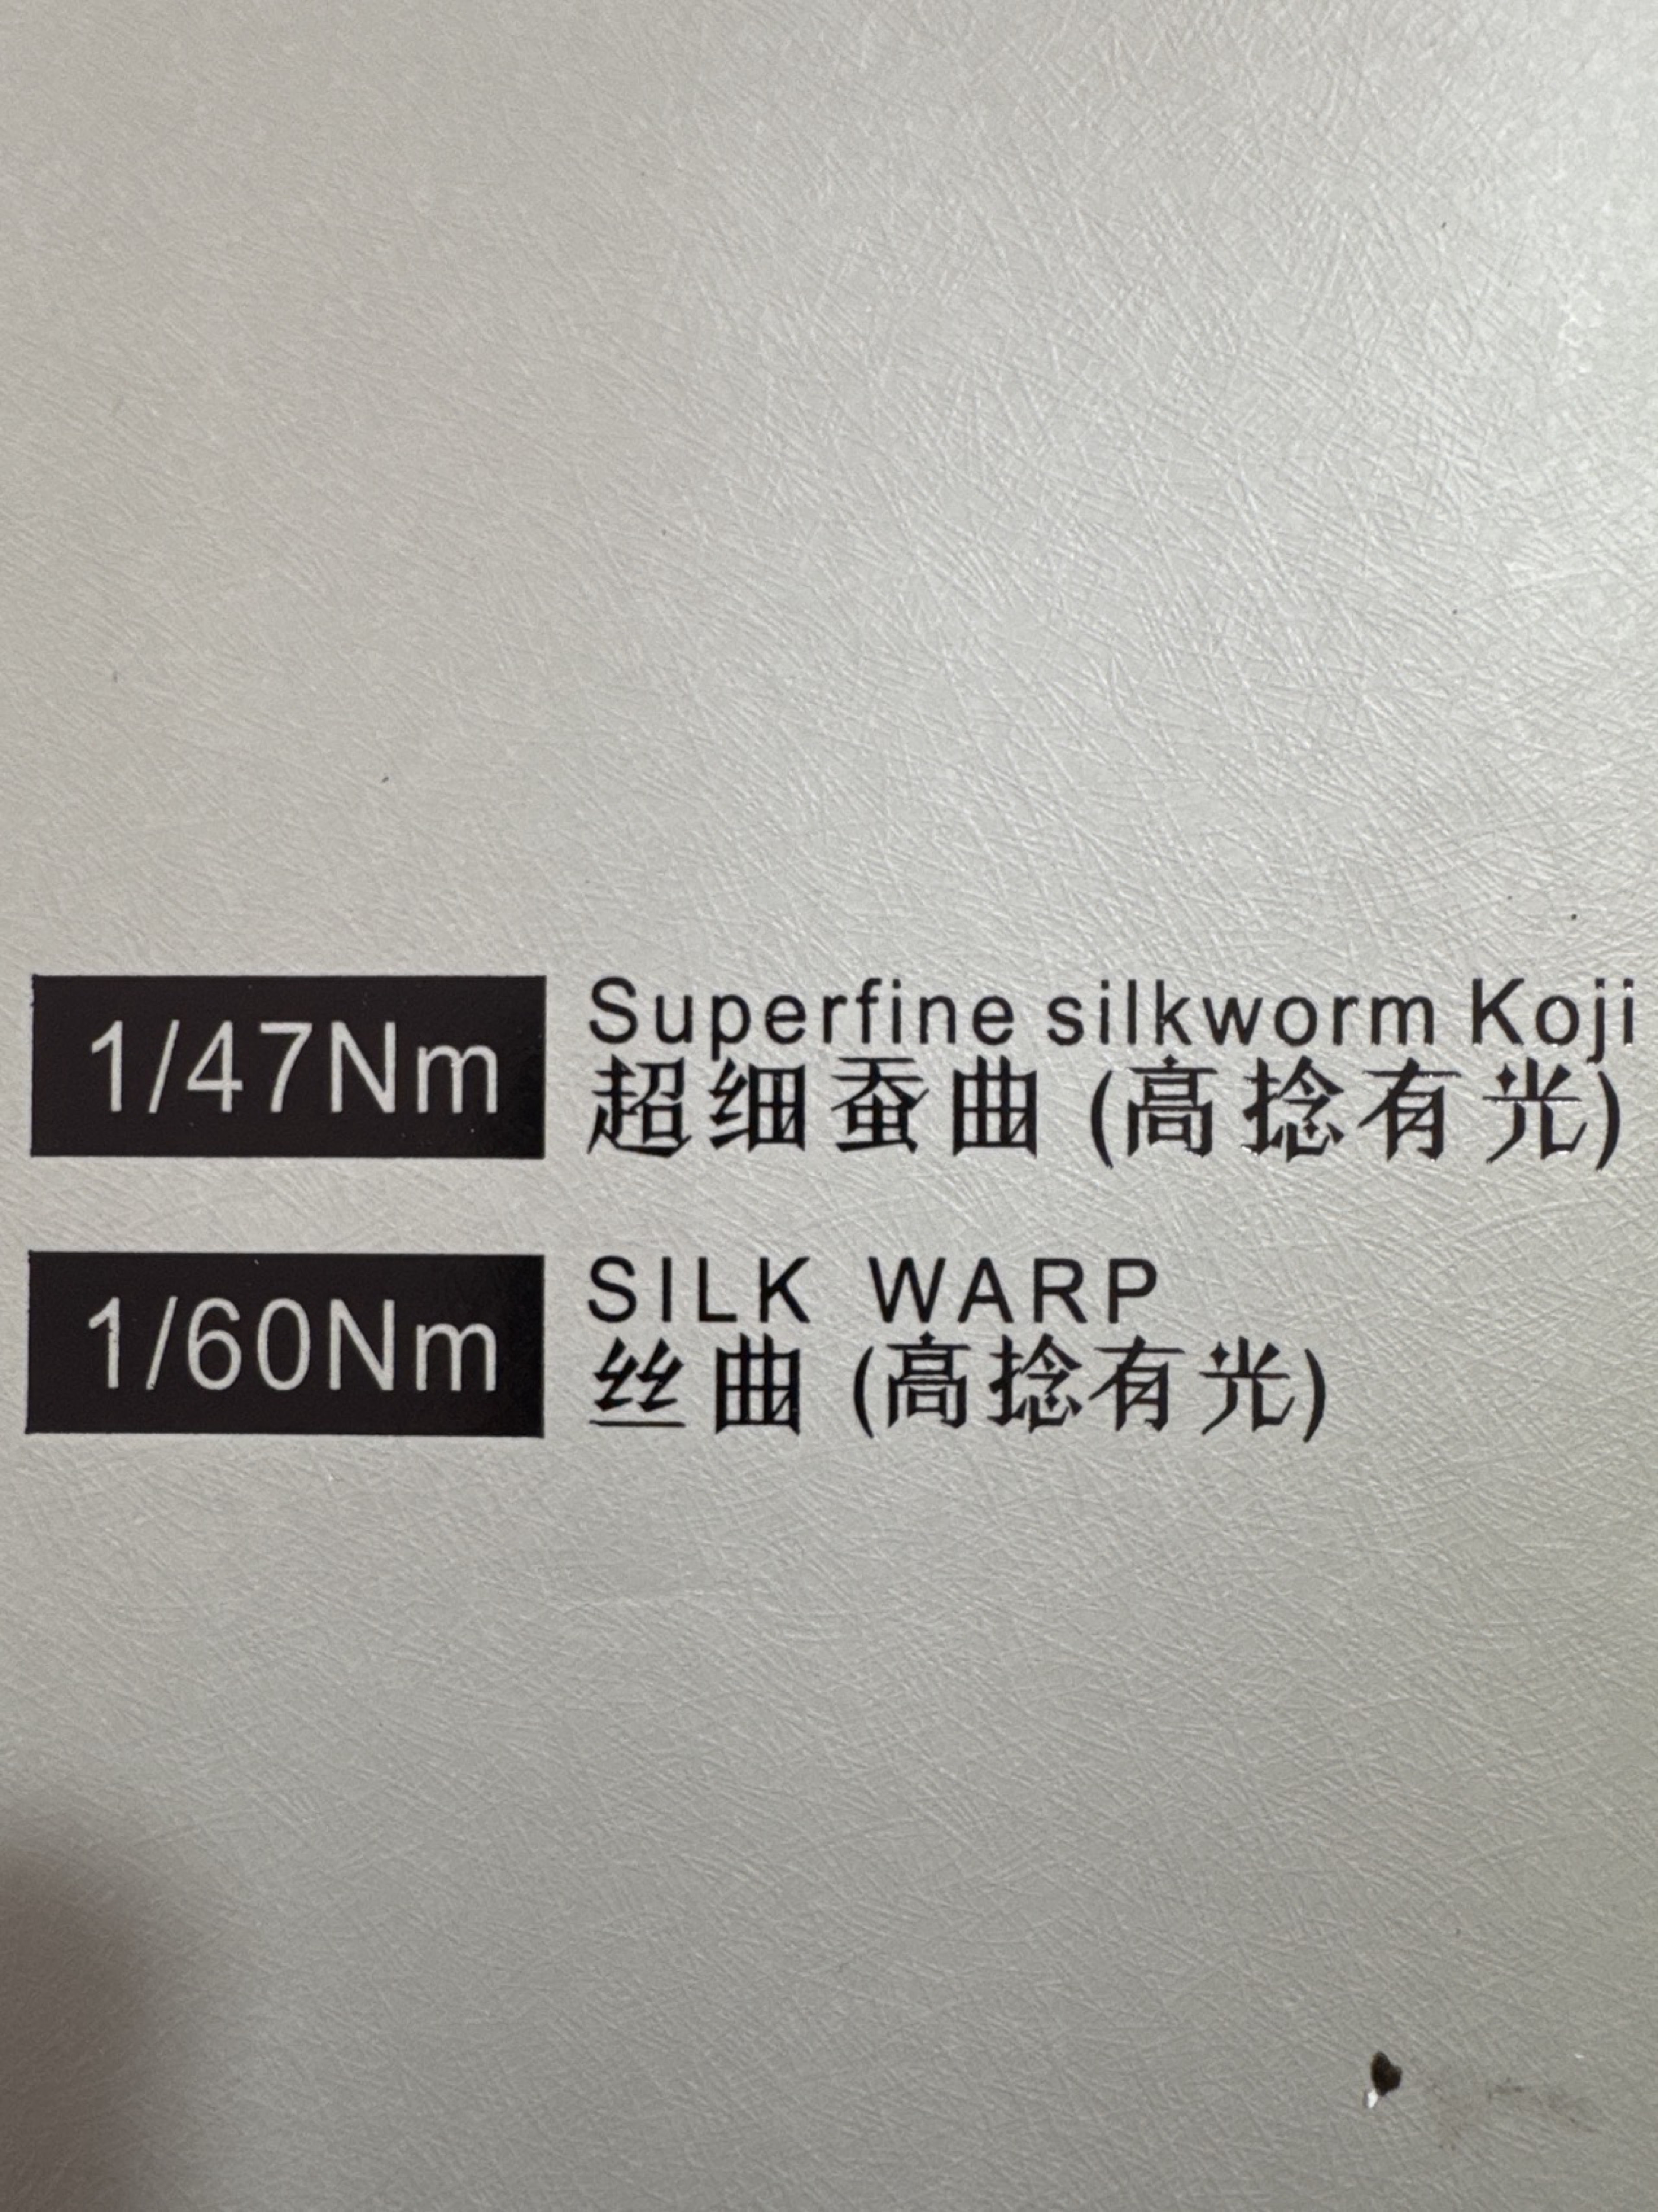 1/47Nm
Superfine silkworm Koji
超细蚕曲 (高捻有光)
1/60Nm
SILK WARP
丝曲 (高捻有光)